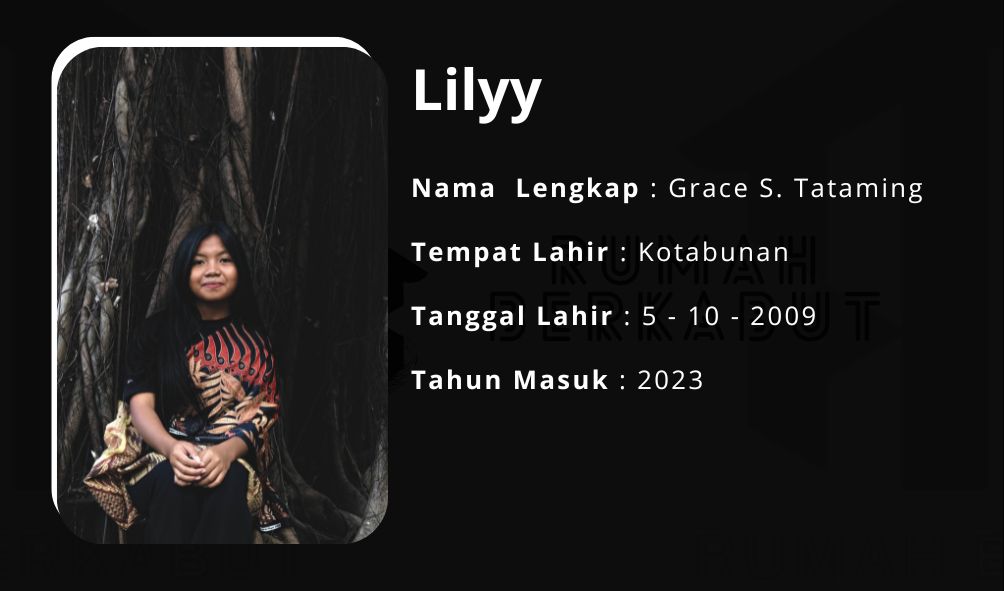 Lilyy
Nama Lengkap : Grace S. Tataming
Tempat Lahir : Kotabunan
RUMAH
Tanggal Lahir : 5 - 10 - 2009
BERKABUT
Tahun Masuk : 2023
BERKABUT
RUMAH